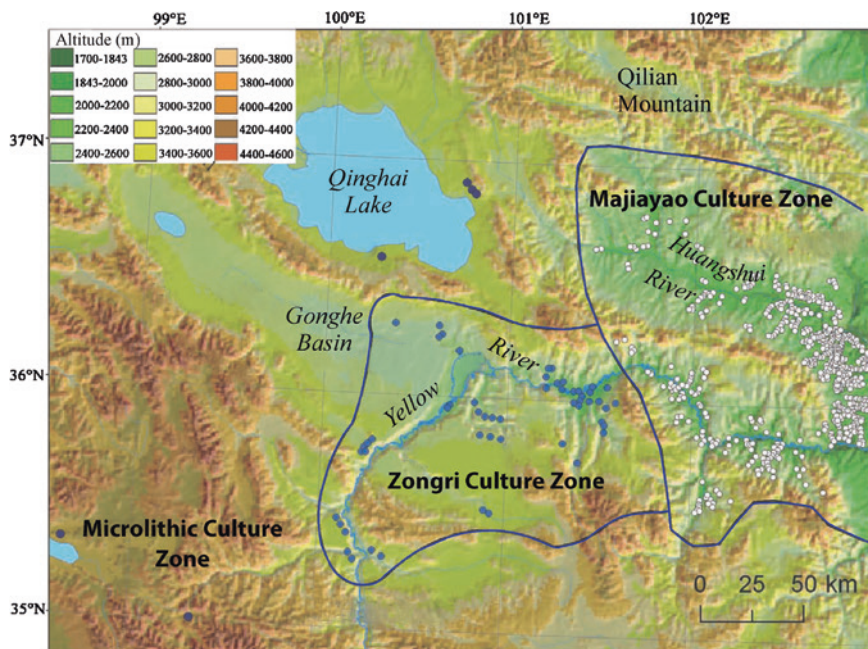 99°E 100°E 101°E 102°E
Altitude (m)
1700-1843 2600-2800 3600-3800
1843-2000 2800-3000 3800-4000
2000-2200 3000-3200 4000-4200
2200-2400 3200-3400 4200-4400
2400-2600 3400-3600 4400-4600
Qilian
Mountain
37°N
Qinghai
Lake
Majiayao Culture Zone
Huangshui
River
Gonghe
Basin
36°N
Yellow
River
Zongri Culture Zone
Microlithic Culture
Zone
0 25 50 km
35°N